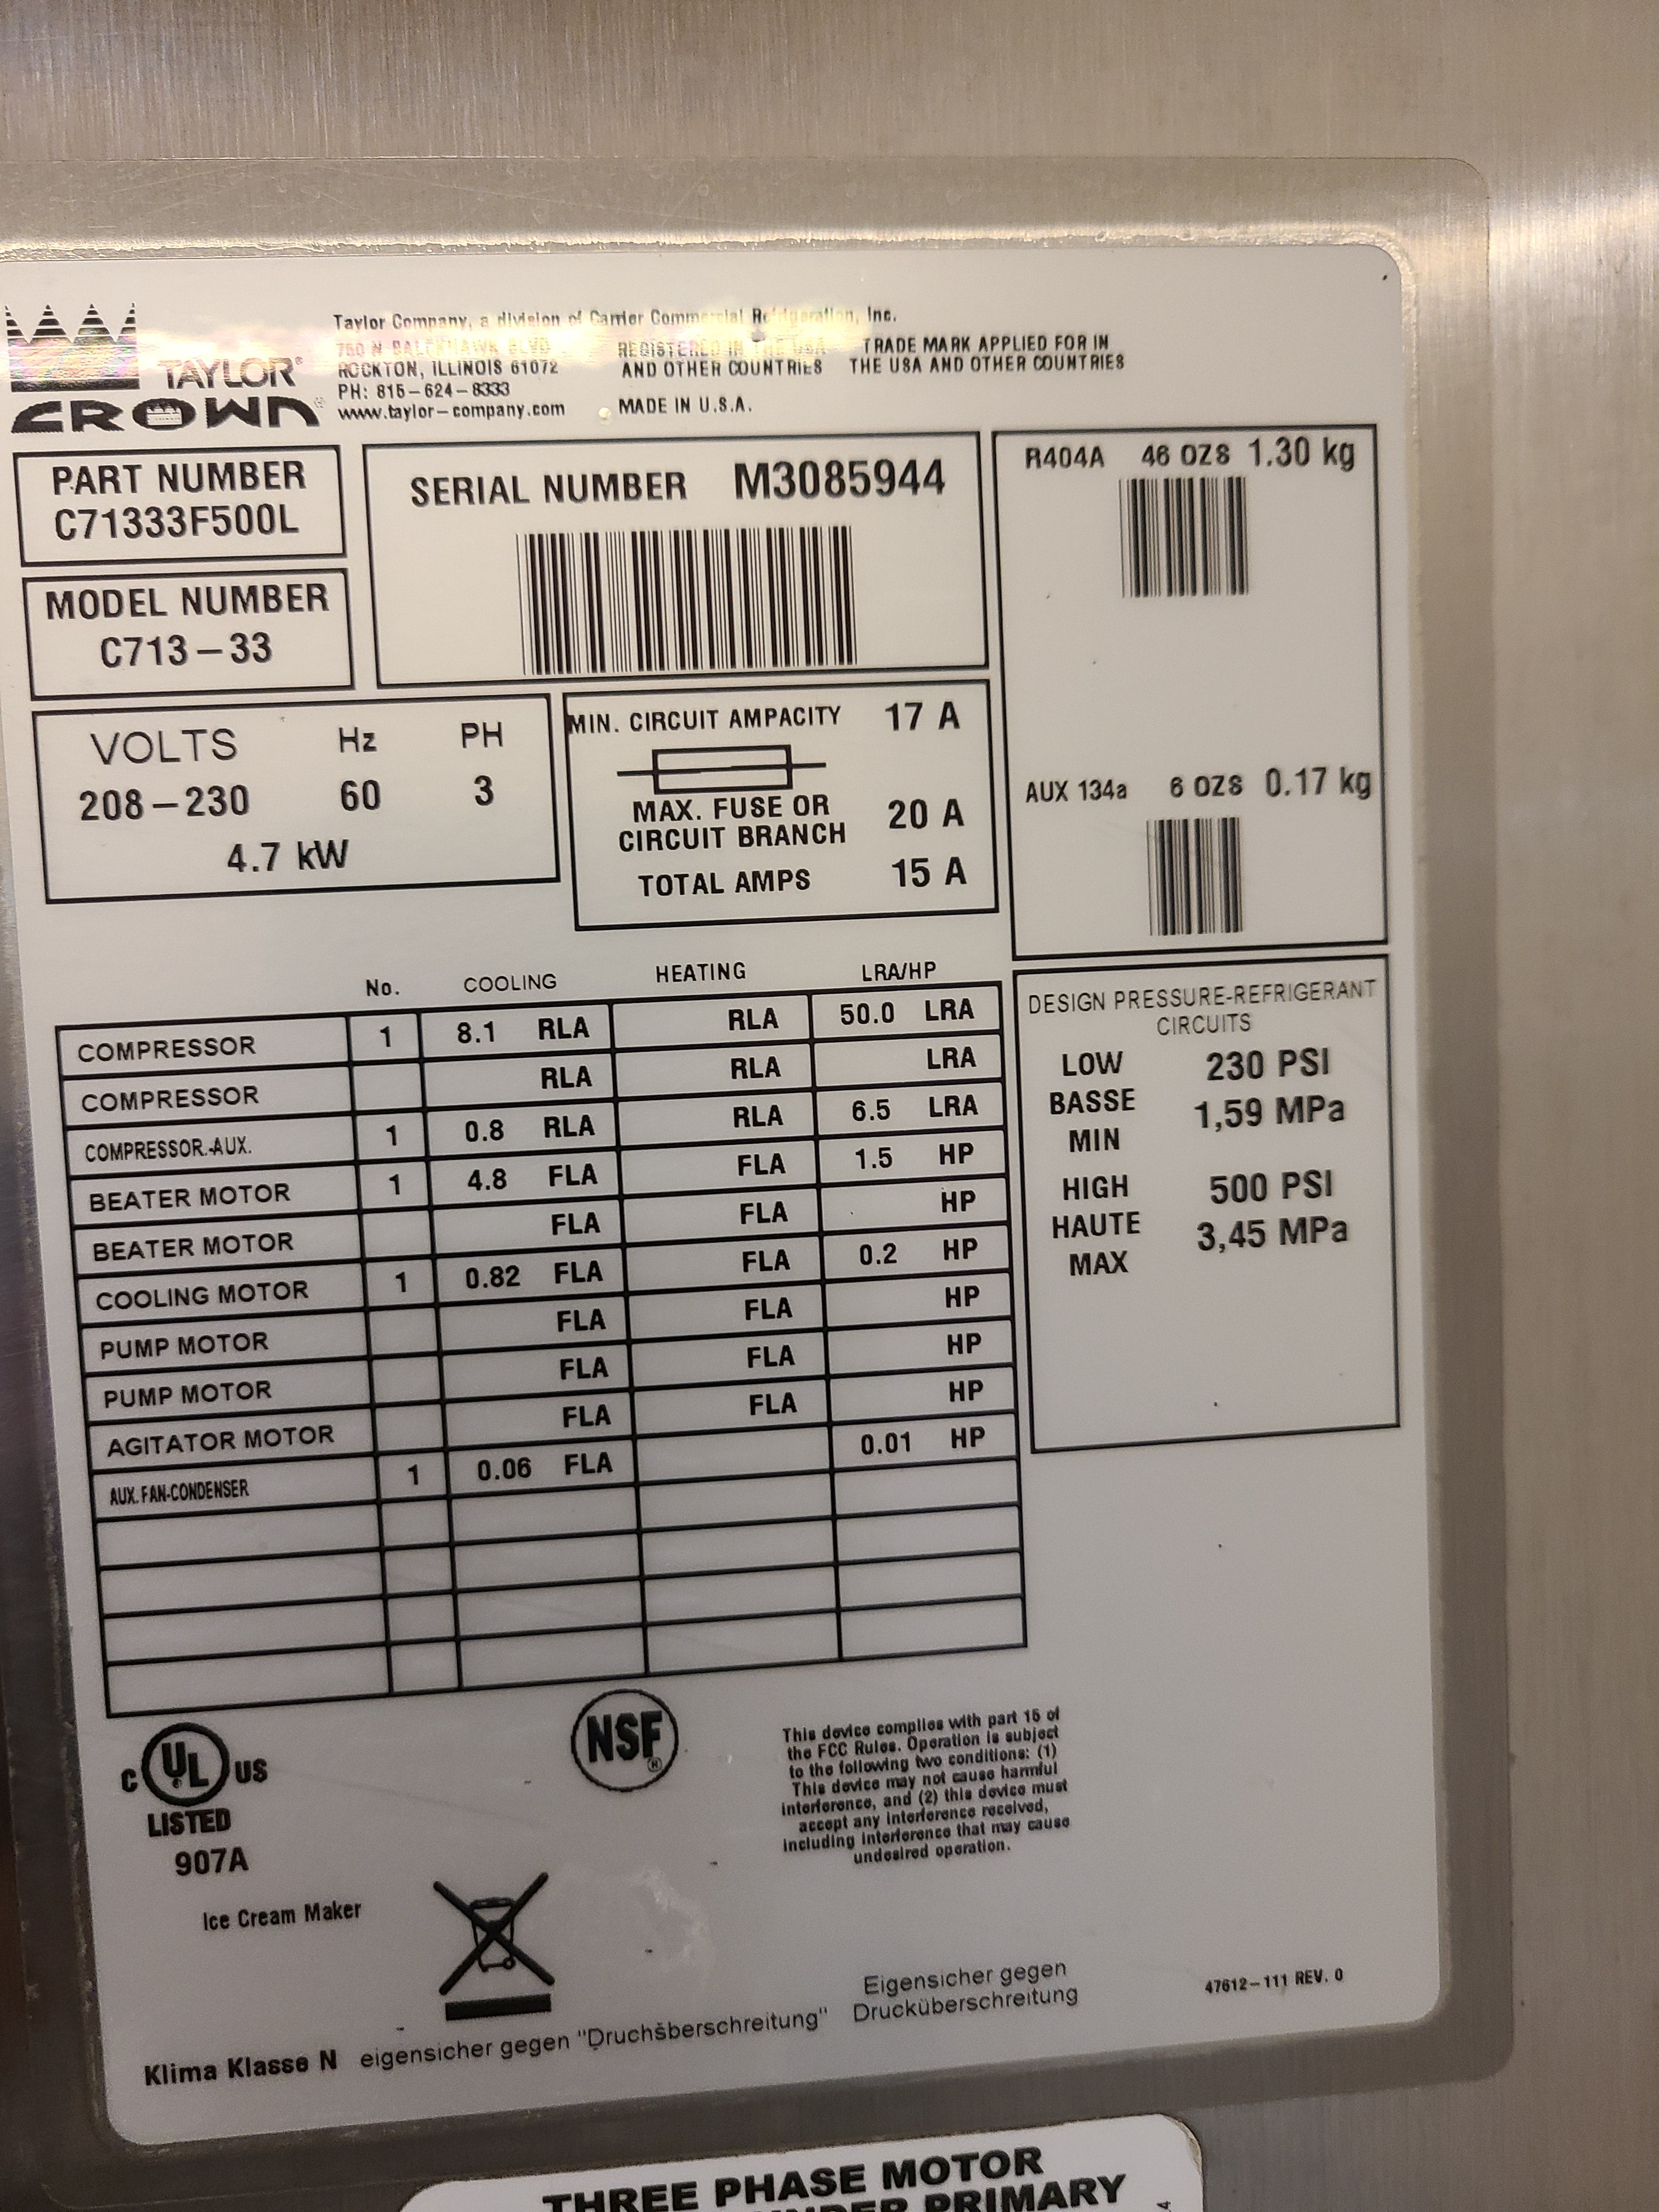 Taylor Company, a division of Carrier Commercial Refrigeration, Inc.
750 N BLACKHAWK BLVD
ROCKTON, ILLINOIS 61072
PH: 815-624-8333
www.taylor-company.com
REGISTERED IN THE USA
AND OTHER COUNTRIES
MADE IN U.S.A.
TRADE MARK APPLIED FOR IN
THE USA AND OTHER COUNTRIES
TAYLOR®
CROWN®
PART NUMBER
C71333F500L
MODEL NUMBER
C713-33
SERIAL NUMBER M3085944
R404A 46 OZS 1.30 kg
AUX 134a 6 OZS 0.17 kg
VOLTS Hz PH
208-230 60 3
4.7 kW
MIN. CIRCUIT AMPACITY 17 A
MAX. FUSE OR
CIRCUIT BRANCH 20 A
TOTAL AMPS 15 A
No. COOLING HEATING LRA/HP
COMPRESSOR 1 8.1 RLA RLA 50.0 LRA
COMPRESSOR RLA RLA LRA
COMPRESSOR.-AUX. 1 0.8 RLA RLA 6.5 LRA
BEATER MOTOR 1 4.8 FLA FLA 1.5 HP
BEATER MOTOR FLA FLA HP
COOLING MOTOR 1 0.82 FLA FLA 0.2 HP
PUMP MOTOR FLA FLA HP
PUMP MOTOR FLA FLA HP
AGITATOR MOTOR FLA FLA HP
AUX. FAN-CONDENSER 1 0.06 FLA 0.01 HP
DESIGN PRESSURE-REFRIGERANT
CIRCUITS
LOW 230 PSI
BASSE 1,59 MPa
MIN
HIGH 500 PSI
HAUTE 3,45 MPa
MAX
C UL US
LISTED
907A
Ice Cream Maker
NSF®
This device complies with part 15 of
the FCC Rules. Operation is subject
to the following two conditions: (1)
This device may not cause harmful
interference, and (2) this device must
accept any interference received,
including interference that may cause
undesired operation.
Eigensicher gegen
Drucküberschreitung
47612-111 REV. 0
Klima Klasse N eigensicher gegen "Druchšberschreitung"
THREE PHASE MOTOR
UNDER PRIMARY